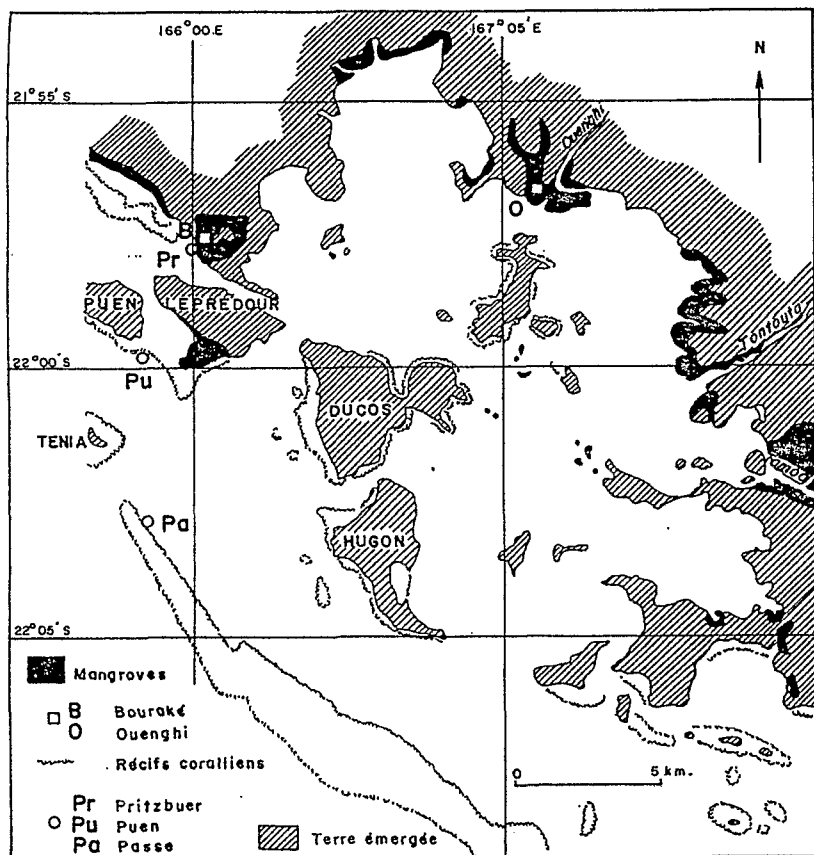 166°00.E
167°05'E
N
21°55'S
Ouenghi
B
O
Pr
PUEN
LEPREDOUR
Tontouta
22°00'S
Pu
DUCOS
TENIA
Pa
HUGON
22°05'S
Mangroves
B Bouraké
O Ouenghi
Récifs coralliens
0 5 km.
Pr Pritzbuer
Pu Puen
Pa Passe
Terre émergée